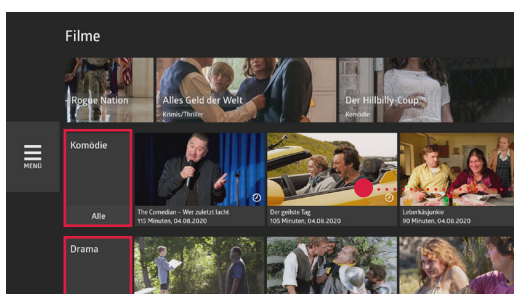 Filme
- Rogue Nation
Alles Geld der Welt
Krimis/Thriller
Der Hillbilly-Coup
Komödie
MENÜ
Komödie
Alle
The Comedian – Wer zuletzt lacht
115 Minuten, 04.08.2020
Der geilste Tag
105 Minuten, 04.08.2020
Leberkäsjunkie
90 Minuten, 04.08.2020
Drama